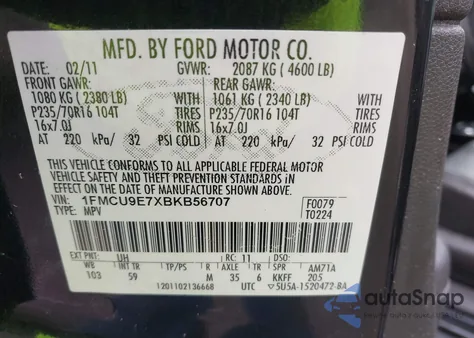 MFD. BY FORD MOTOR CO.
DATE: 02/11 GVWR: 2087 KG (4600 LB)
FRONT GAWR: REAR GAWR:
1080 KG (2380 LB) WITH 1061 KG (2340 LB) WITH
P235/70R16 104T TIRES P235/70R16 104T TIRES
16x7.0J RIMS 16x7.0J RIMS
AT 220 kPa/ 32 PSI COLD AT 220 kPa/ 32 PSI COLD
THIS VEHICLE CONFORMS TO ALL APPLICABLE FEDERAL MOTOR
VEHICLE SAFETY AND THEFT PREVENTION STANDARDS IN
EFFECT ON THE DATE OF MANUFACTURE SHOWN ABOVE.
VIN: 1FMCU9E7XBKB56707 F0079
TYPE: MPV T0224
EXT PNT: UH RC: 11 AM71A
WB INT TR TP/PS R AXLE TR SPR 205
103 59 M 35 6 KKFF
1201102136668 UTC 5U5A-1520472-BA
autoSnap